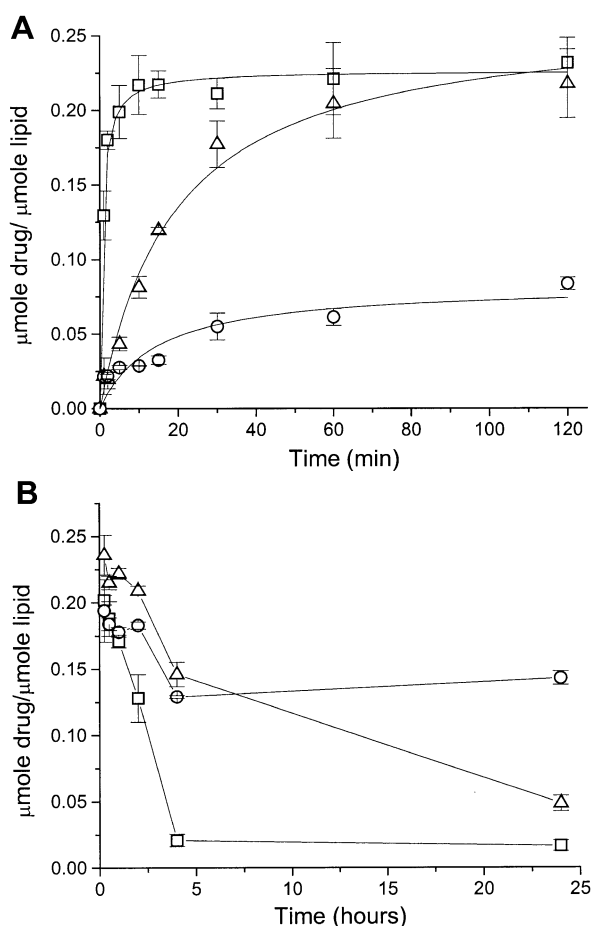 A
0.25
0.20
0.15
0.10
0.05
0.00
μmole drug/ μmole lipid
0 20 40 60 80 100 120
Time (min)
B
0.25
0.20
0.15
0.10
0.05
0.00
μmole drug/μmole lipid
0 5 10 15 20 25
Time (hours)